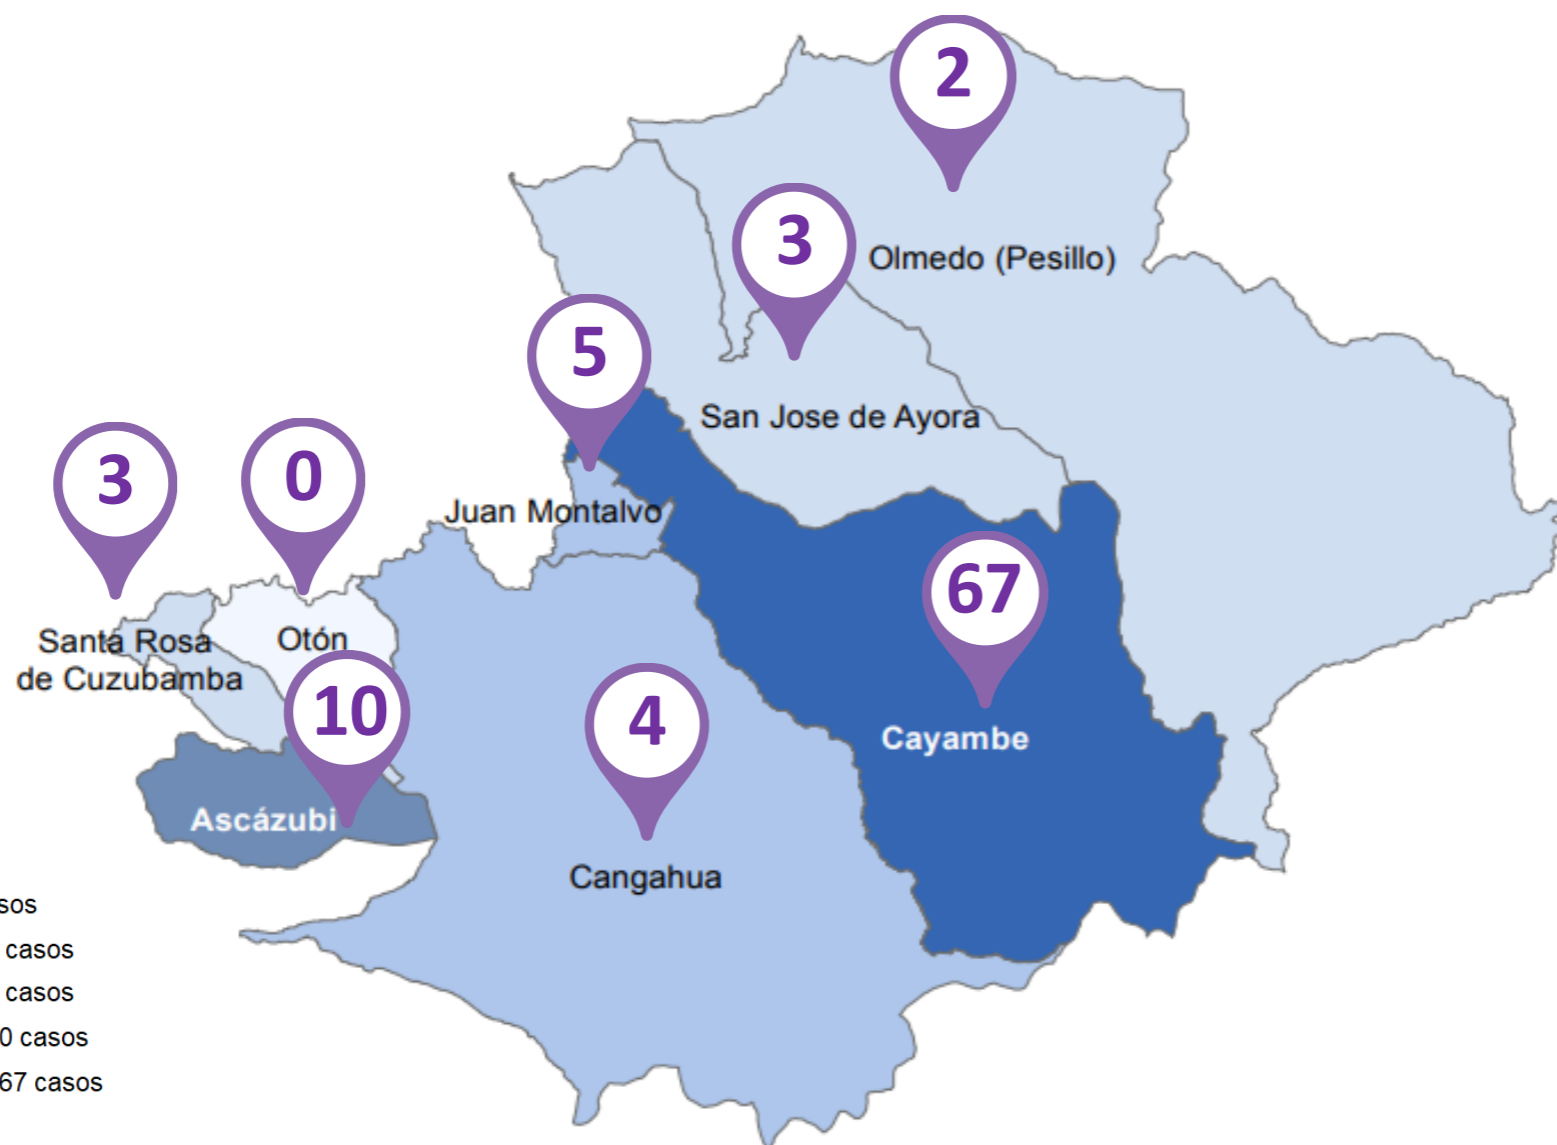 2
3
Olmedo (Pesillo)
5
San Jose de Ayora
3
0
Juan Montalvo
67
Santa Rosa
de Cuzubamba
Otón
10
4
Cayambe
Ascázubi
Cangahua
sos
casos
casos
0 casos
67 casos